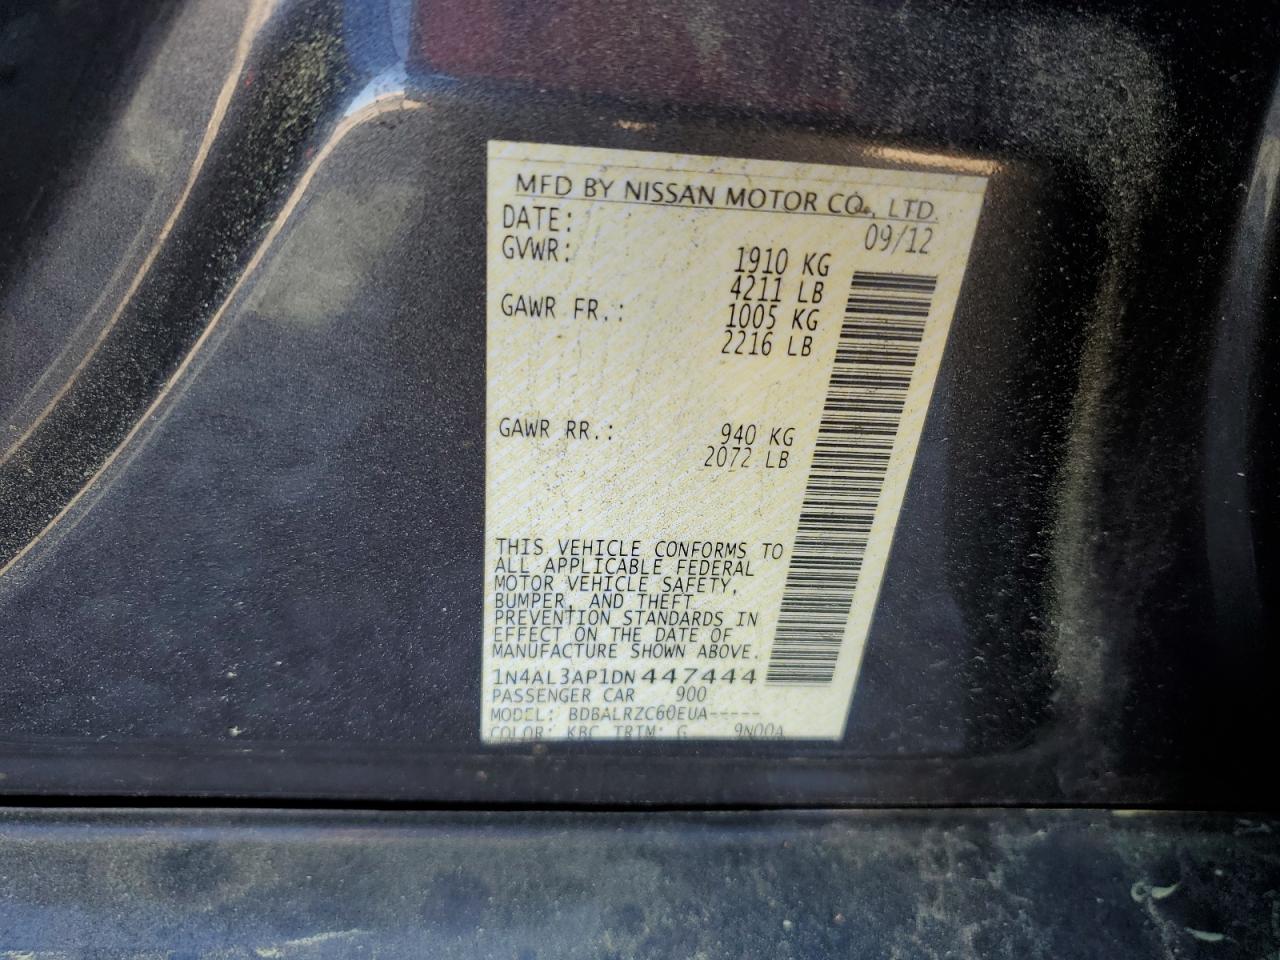 MFD BY NISSAN MOTOR CO., LTD.
DATE: 09/12
GVWR: 1910 KG
4211 LB
GAWR FR.: 1005 KG
2216 LB
GAWR RR.: 940 KG
2072 LB
THIS VEHICLE CONFORMS TO
ALL APPLICABLE FEDERAL
MOTOR VEHICLE SAFETY,
BUMPER, AND THEFT
PREVENTION STANDARDS IN
EFFECT ON THE DATE OF
MANUFACTURE SHOWN ABOVE.
1N4AL3AP1DN447444
PASSENGER CAR 900
MODEL: BDBALRZC60EUA-----
COLOR: KBC TRIM: G 9N00A